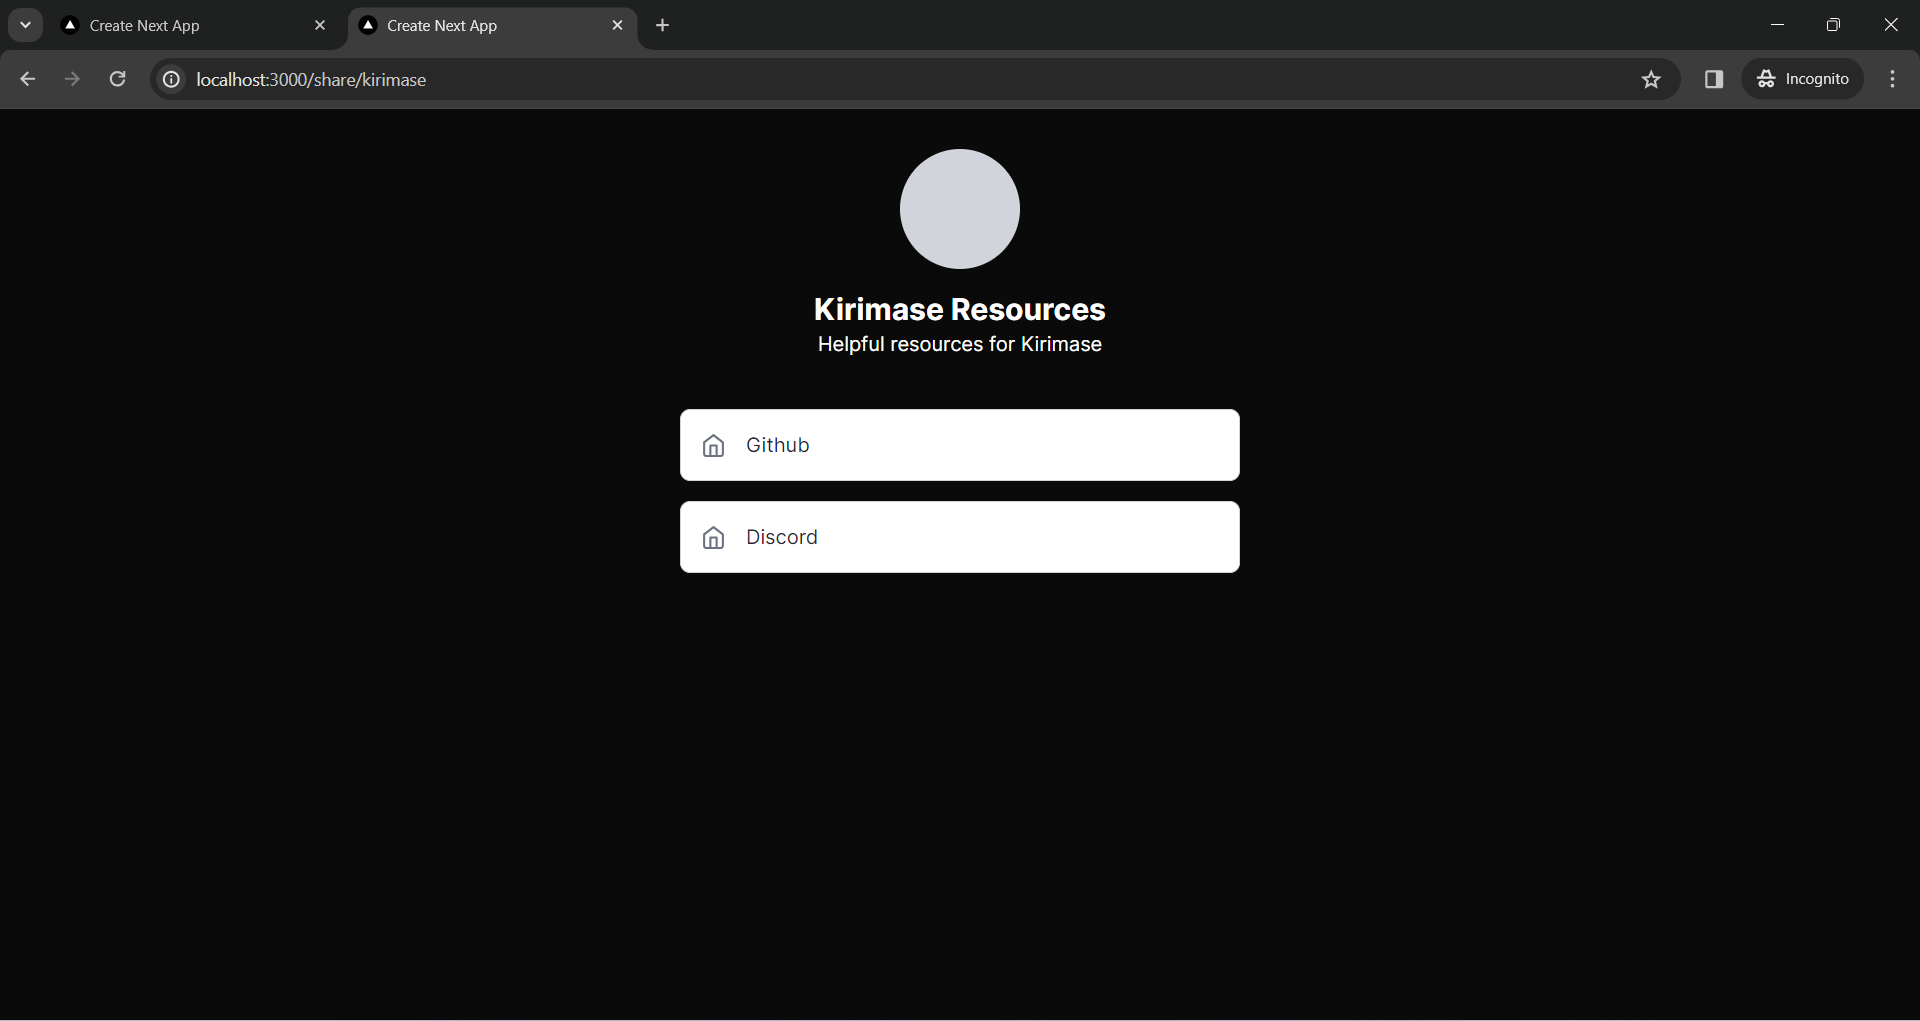 Create Next App
Create Next App
localhost:3000/share/kirimase
Incognito
Kirimase Resources
Helpful resources for Kirimase
Github
Discord